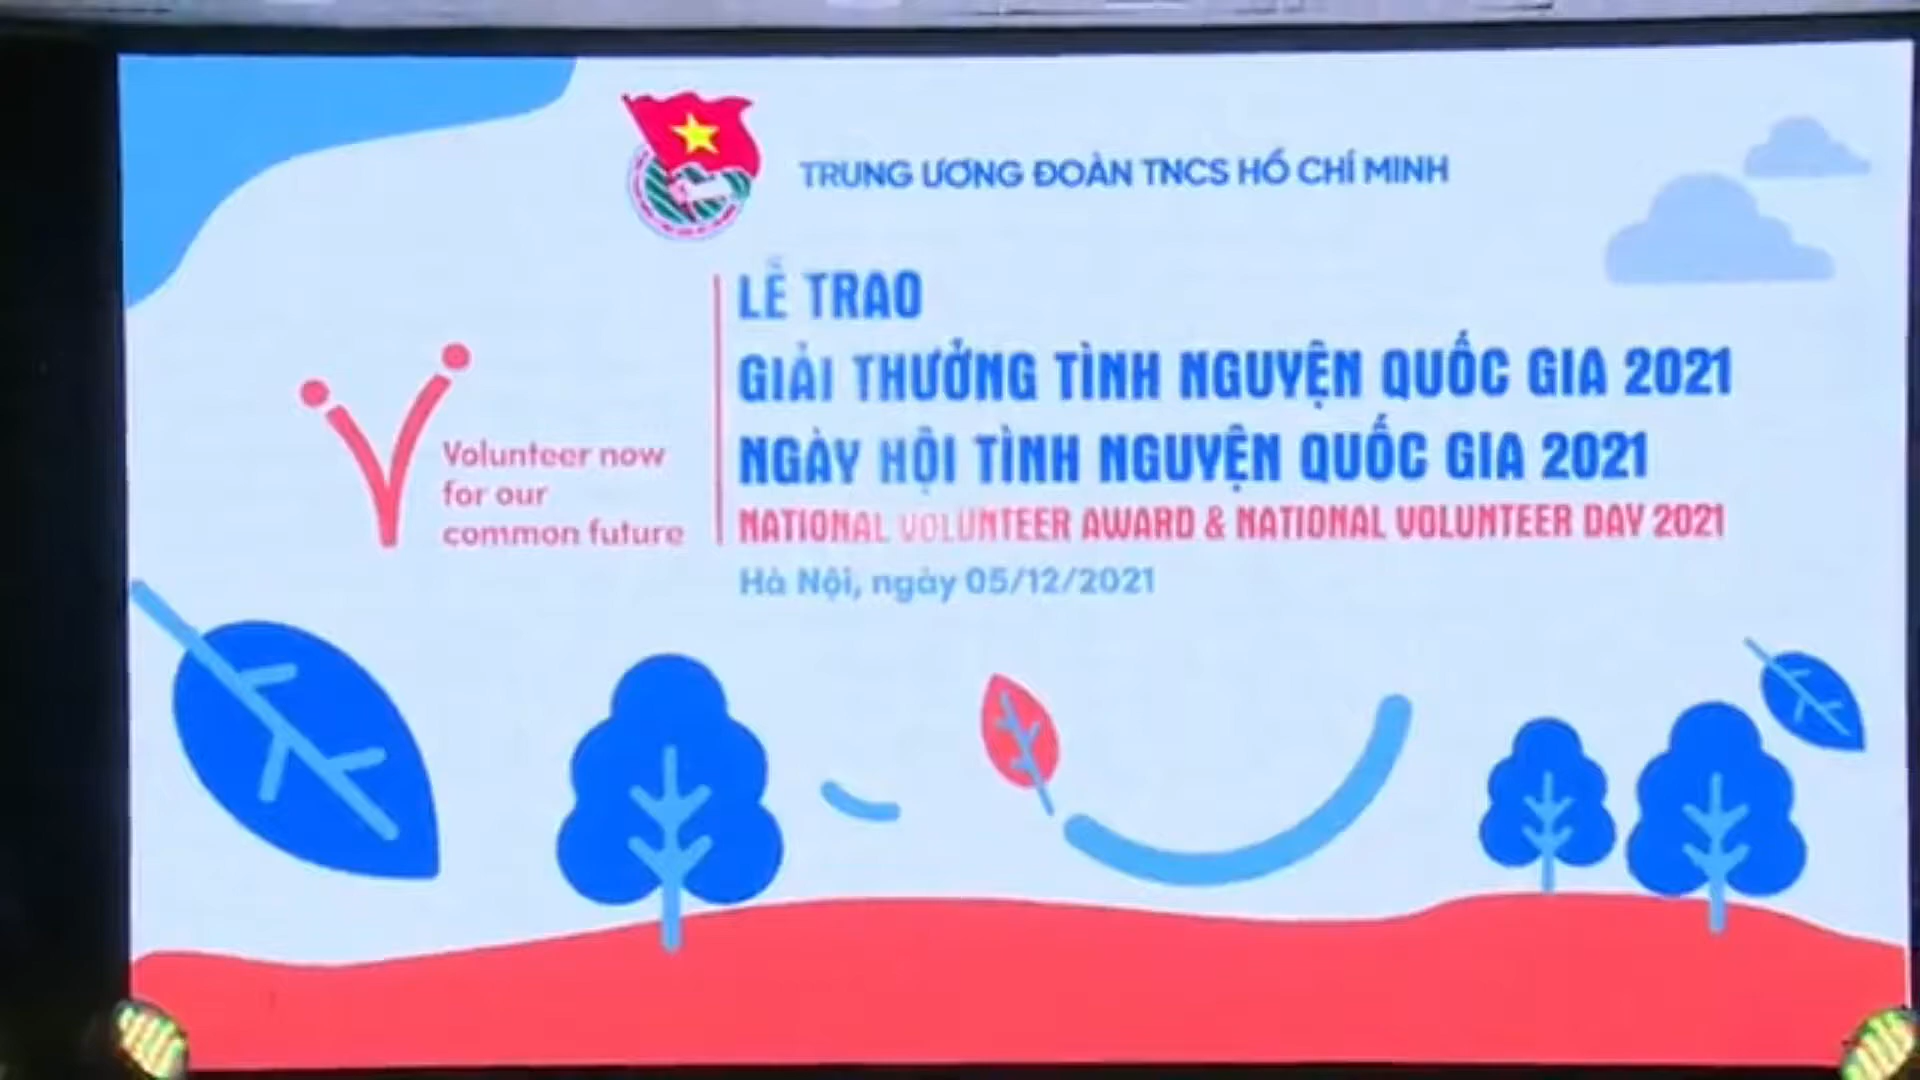 TRUNG ƯƠNG ĐOÀN TNCS HỒ CHÍ MINH
LỄ TRAO
GIẢI THƯỞNG TÌNH NGUYỆN QUỐC GIA 2021
NGÀY HỘI TÌNH NGUYỆN QUỐC GIA 2021
NATIONAL VOLUNTEER AWARD & NATIONAL VOLUNTEER DAY 2021
Hà Nội, ngày 05/12/2021
Volunteer now
for our
common future